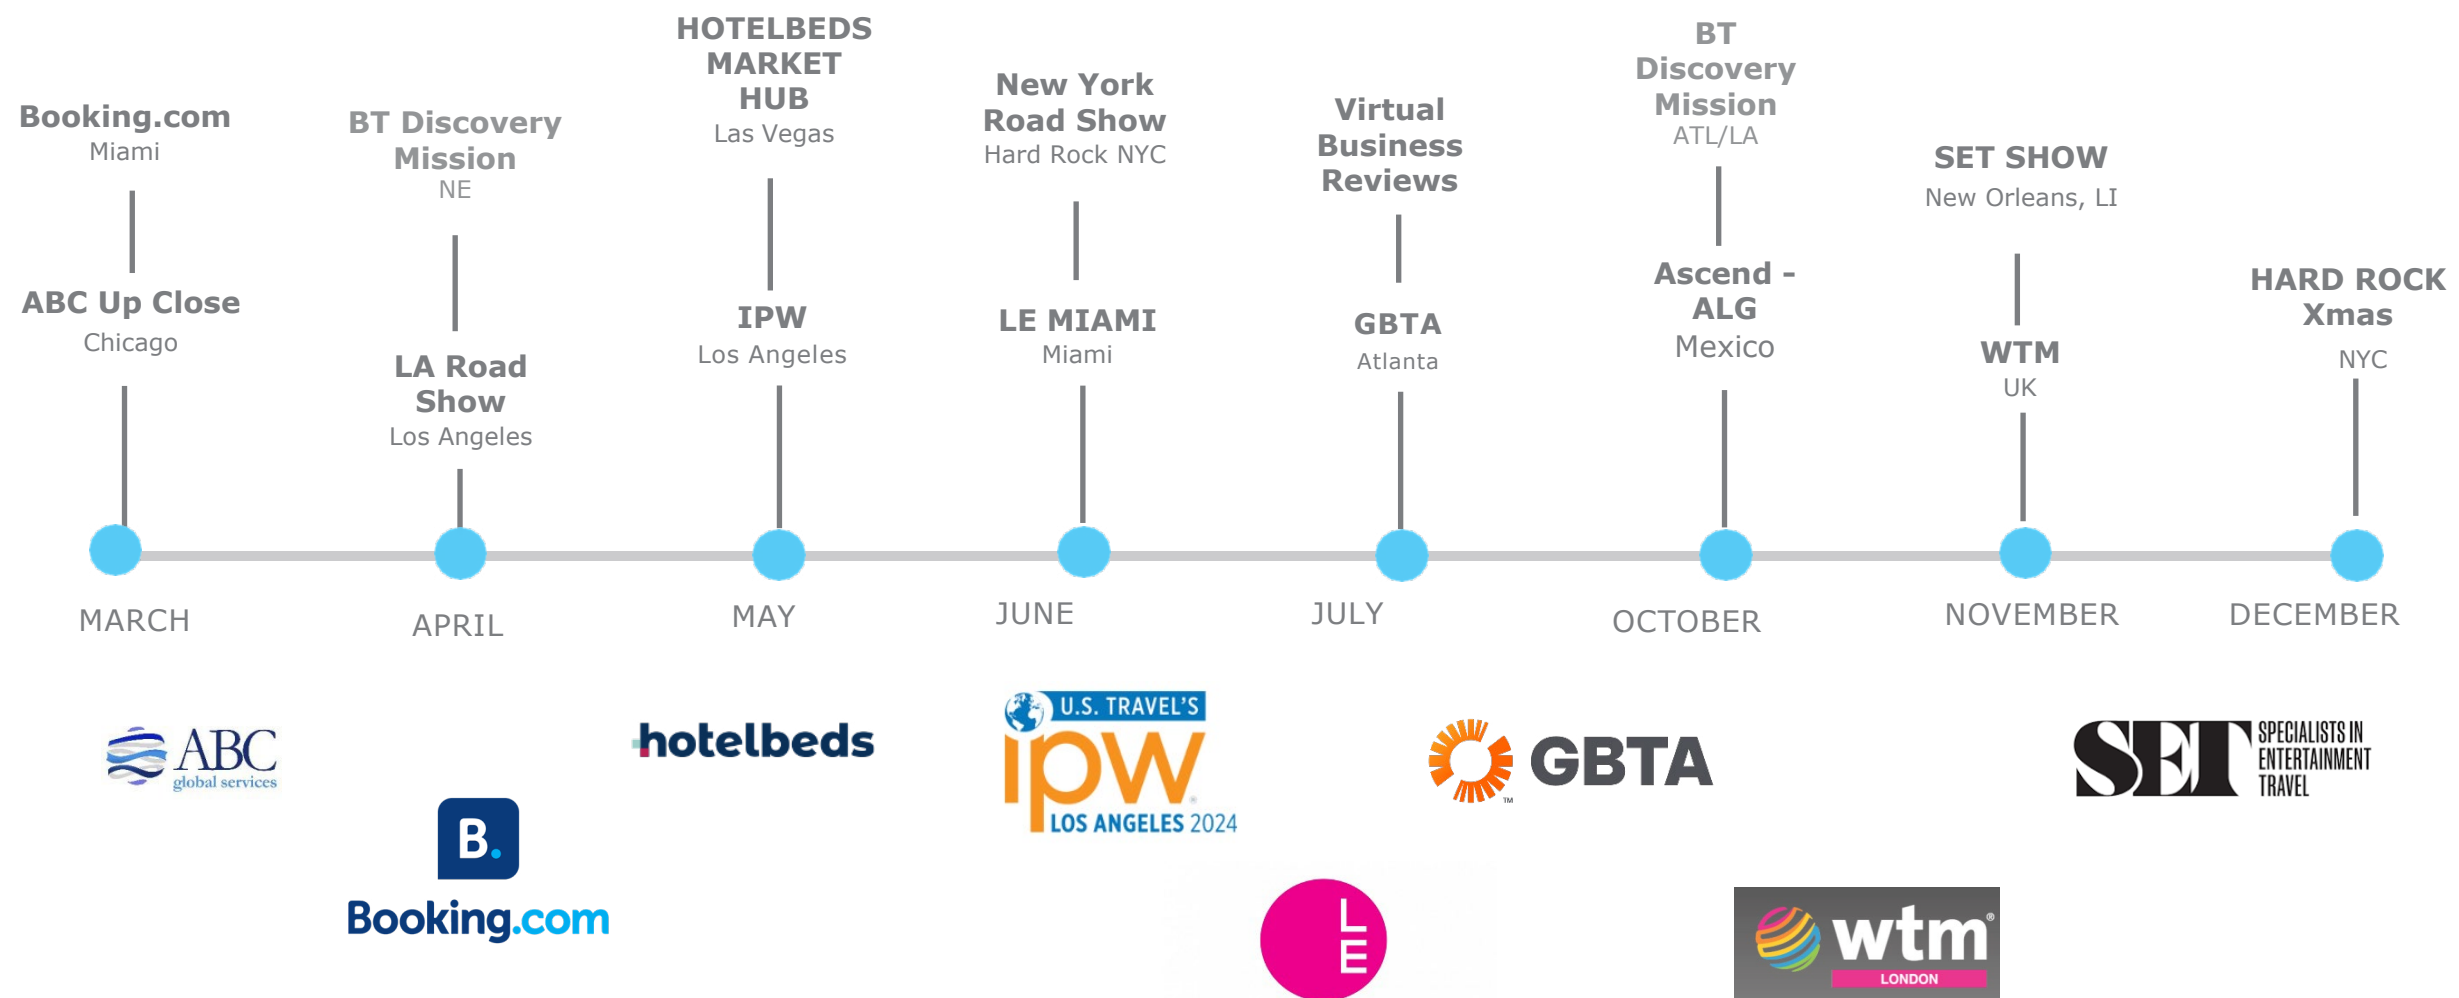 Booking.com
Miami
ABC Up Close
Chicago
BT Discovery
Mission
NE
LA Road
Show
Los Angeles
HOTELBEDS
MARKET
HUB
Las Vegas
IPW
Los Angeles
New York
Road Show
Hard Rock NYC
LE MIAMI
Miami
Virtual
Business
Reviews
GBTA
Atlanta
BT
Discovery
Mission
ATL/LA
Ascend -
ALG
Mexico
SET SHOW
New Orleans, LI
WTM
UK
HARD ROCK
Xmas
NYC
MARCH
APRIL
MAY
JUNE
JULY
OCTOBER
NOVEMBER
DECEMBER
ABC
global services
B.
Booking.com
hotelbeds
U.S. TRAVEL'S
ipw®
LOS ANGELES 2024
LE
GBTA
™
wtm®
LONDON
SET
SPECIALISTS IN
ENTERTAINMENT
TRAVEL